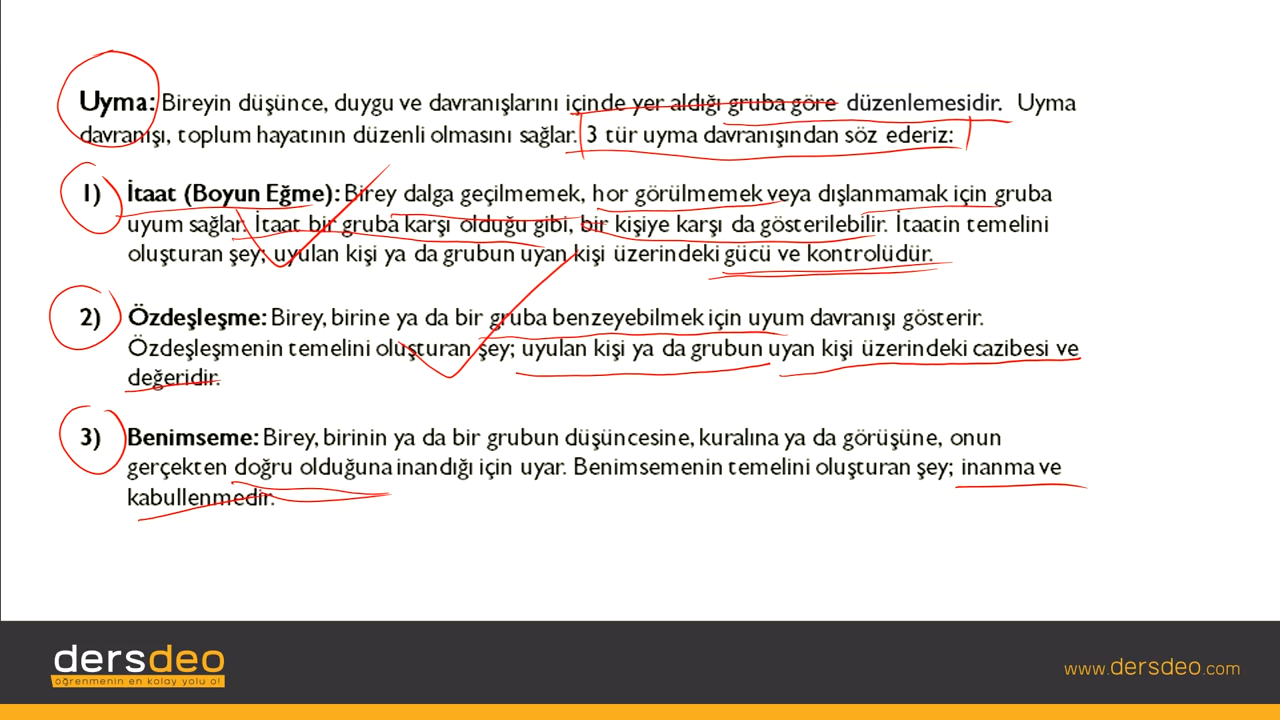 Uyma: Bireyin düşünce, duygu ve davranışlarını içinde yer aldığı gruba göre düzenlemesidir. Uyma
davranışı, toplum hayatının düzenli olmasını sağlar. 3 tür uyma davranışından söz ederiz:
1) İtaat (Boyun Eğme): Birey dalga geçilmemek, hor görülmemek veya dışlanmamak için gruba
uyum sağlar. İtaat bir gruba karşı olduğu gibi, bir kişiye karşı da gösterilebilir. İtaatin temelini
oluşturan şey; uyulan kişi ya da grubun uyan kişi üzerindeki gücü ve kontrolüdür.
2) Özdeşleşme: Birey, birine ya da bir gruba benzeyebilmek için uyum davranışı gösterir.
Özdeşleşmenin temelini oluşturan şey; uyulan kişi ya da grubun uyan kişi üzerindeki cazibesi ve
değeridir.
3) Benimseme: Birey, birinin ya da bir grubun düşüncesine, kuralına ya da görüşüne, onun
gerçekten doğru olduğuna inandığı için uyar. Benimsemenin temelini oluşturan şey; inanma ve
kabullenmedir.
dersdeo
öğrenmenin en kolay yolu o!
www.dersdeo.com